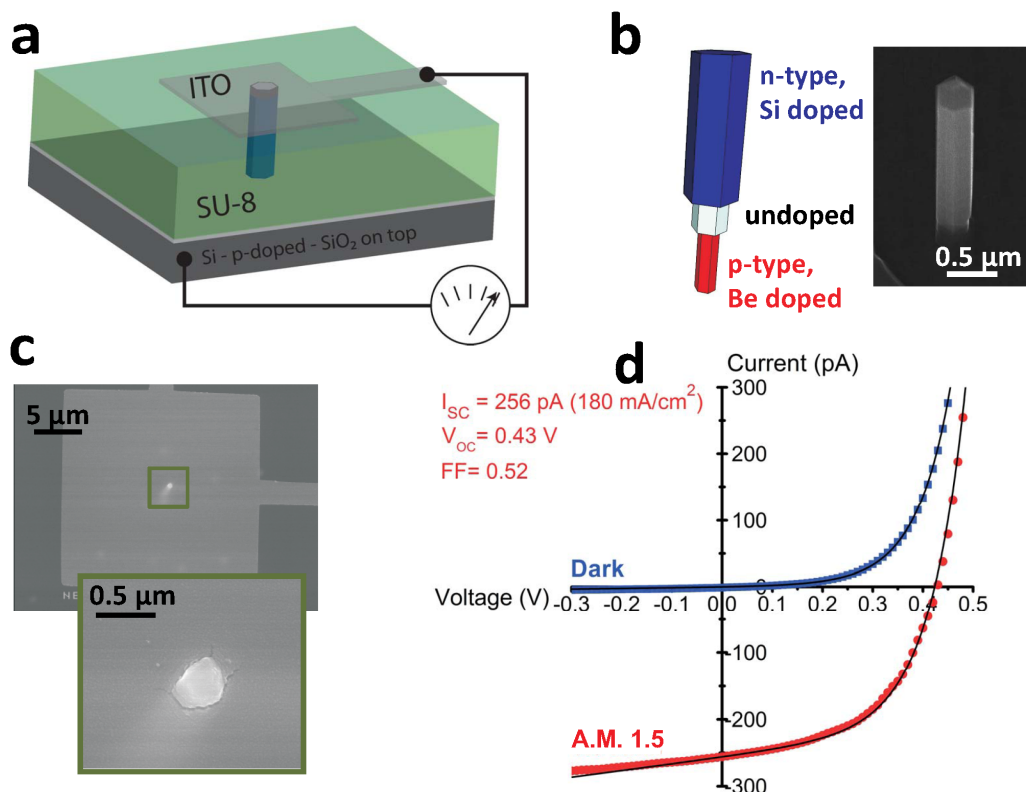 a
ITO
SU-8
Si - p-doped - SiO₂ on top
b
n-type,
Si doped
undoped
p-type,
Be doped
0.5 µm
c
5 µm
NE
0.5 µm
d
Current (pA)
I_SC = 256 pA (180 mA/cm²)
V_OC= 0.43 V
FF= 0.52
300
200
100
0
-100
-200
-300
Dark
Voltage (V)
-0.3 -0.2 -0.1 0.0 0.1 0.2 0.3 0.4 0.5
A.M. 1.5